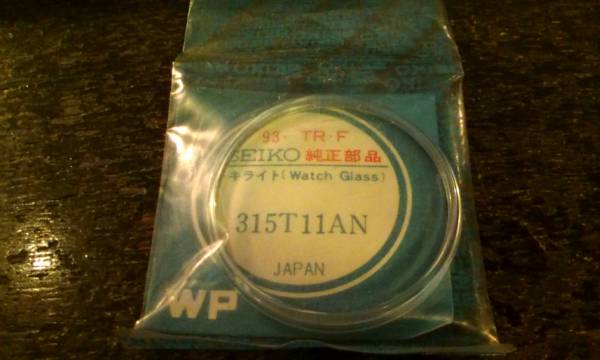 93- TR-F
SEIKO 純正部品
キライト(Watch Glass)
315T11AN
JAPAN
WP